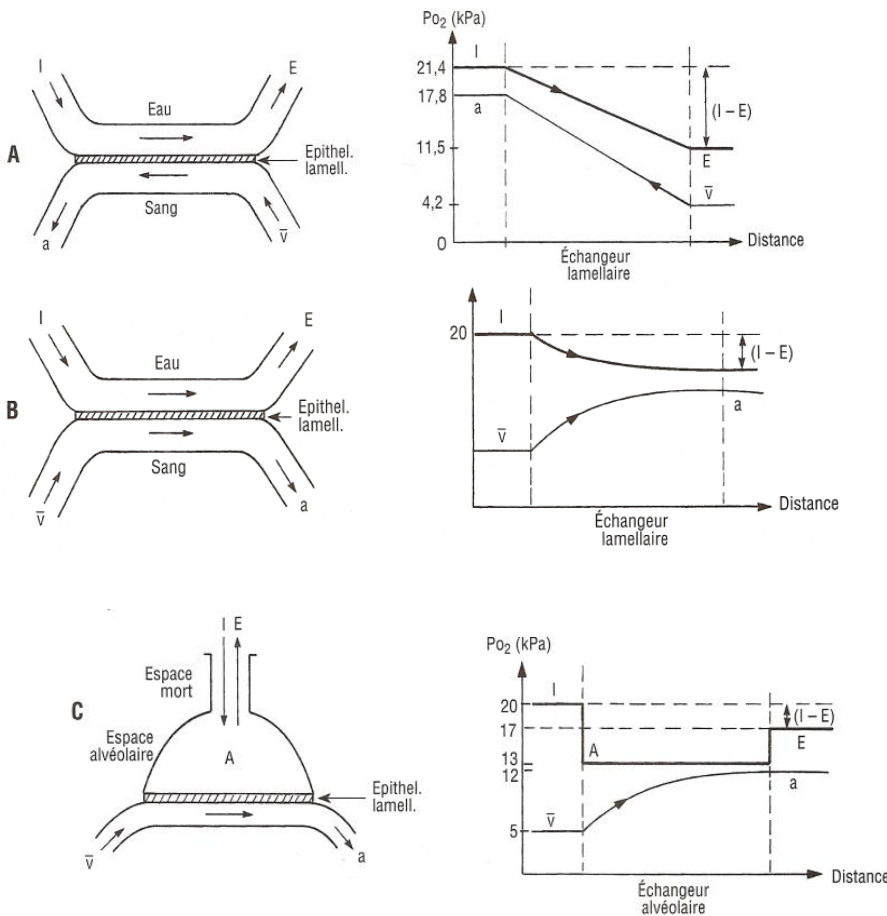 I
E
Eau
A
Epithel.
lamell.
Sang
a
v̅
Po₂ (kPa)
I
21,4
17,8
a
(I – E)
11,5
E
v̅
4,2
0
Distance
Échangeur
lamellaire
I
E
Eau
B
Epithel.
lamell.
Sang
v̅
a
I
20
(I – E)
a
v̅
Distance
Échangeur
lamellaire
I E
Espace
mort
C
Espace
alvéolaire
A
Epithel.
lamell.
v̅
a
Po₂ (kPa)
I
20
(I – E)
17
E
A
13
12
a
v̅
5
Distance
Échangeur
alvéolaire